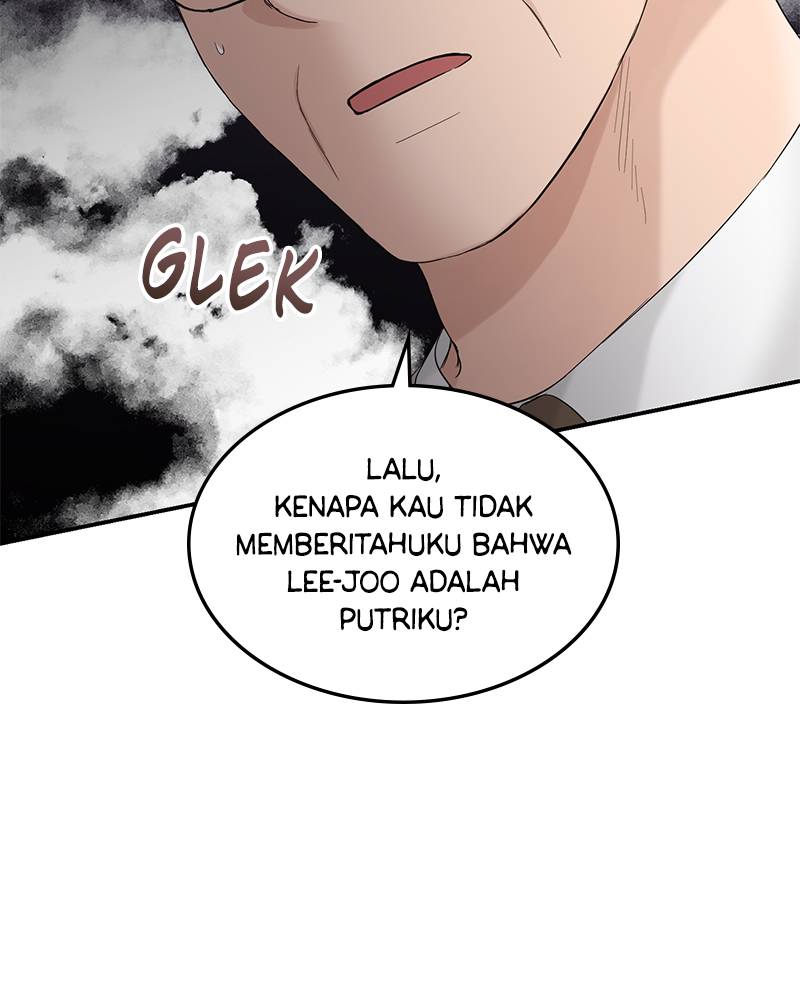 GLEK
LALU,
KENAPA KAU TIDAK
MEMBERITAHUKU BAHWA
LEE-JOO ADALAH
PUTRIKU?